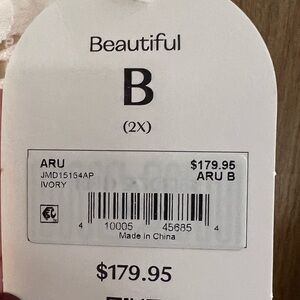 Beautiful
B
(2X)
ARU $179.95
JMD15154AP ARU B
IVORY
4 10005 45685 4
Made in China
$179.95